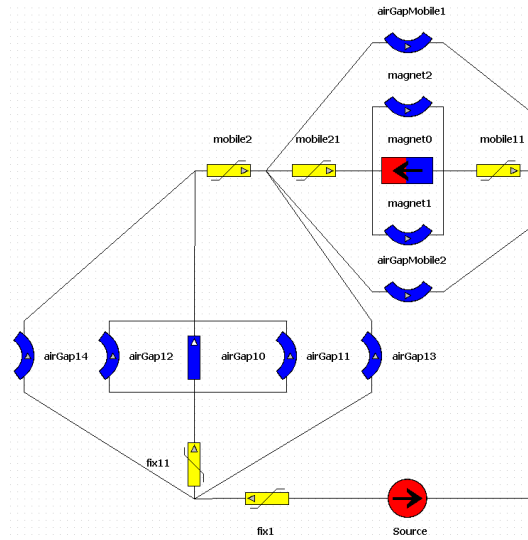 airGapMobile1
magnet2
mobile2
mobile21
magnet0
mobile11
magnet1
airGapMobile2
airGap14
airGap12
airGap10
airGap11
airGap13
fix11
fix1
Source